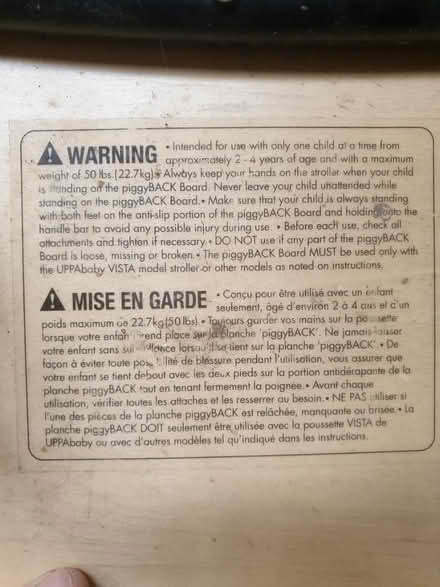 WARNING • Intended for use with only one child at a time from
approximately 2 - 4 years of age and with a maximum
weight of 50 lbs.(22.7kg)• Always keep your hands on the stroller when your child
is standing on the piggyBACK Board. Never leave your child unattended while
standing on the piggyBACK Board.• Make sure that your child is always standing
with both feet on the anti-slip portion of the piggyBACK Board and holding onto the
handle bar to avoid any possible injury during use. • Before each use, check all
attachments and tighten if necessary.• DO NOT use if any part of the piggyBACK
Board is loose, missing or broken.• The piggyBACK Board MUST be used only with
the UPPAbaby VISTA model stroller or other models as noted on instructions.
MISE EN GARDE • Conçu pour être utilisé avec un enfant
seulement, âgé d'environ 2 à 4 ans et d'un
poids maximum de 22.7kg(50 lbs).• Toujours garder vos mains sur la poussette
lorsque votre enfant prend place sur la planche 'piggyBACK'. Ne jamais laisser
votre enfant sans surveillance lorsqu'il se tient sur la planche 'piggyBACK'. • De
façon à éviter toute possibilité de blessure pendant l'utilisation, vous assurer que
votre enfant se tient debout avec les deux pieds sur la portion antidérapante de la
planche piggyBACK tout en tenant fermement la poignee.• Avant chaque
utilisation, vérifier toutes les attaches et les resserrer au besoin.• NE PAS utiliser si
l'une des pièces de la planche piggyBACK est relâchée, manquante ou brisée.• La
planche piggyBACK DOIT seulement être utilisée avec la poussette VISTA de
UPPAbaby ou avec d'autres modèles tel qu'indiqué dans les instructions.